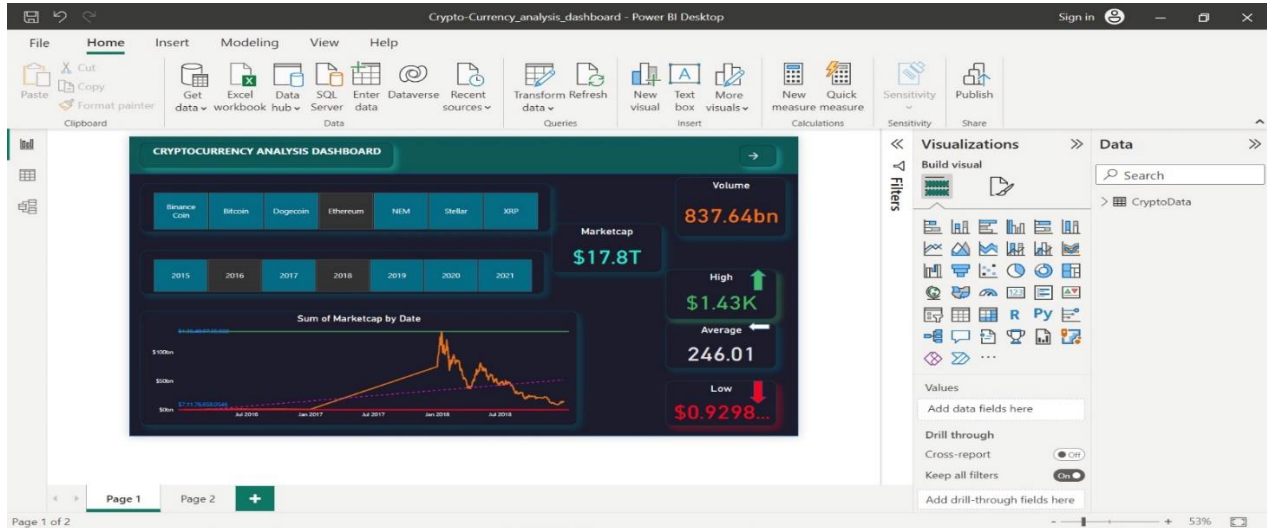 Crypto-Currency_analysis_dashboard - Power BI Desktop
Sign in
File Home Insert Modeling View Help
Paste
Cut
Copy
Format painter
Clipboard
Get data
Excel workbook
Data hub
SQL Server
Enter data
Dataverse
Recent sources
Data
Transform data
Refresh
Queries
New visual
Text box
More visuals
Insert
New measure
Quick measure
Calculations
Sensitivity
Sensitivity
Publish
Share
CRYPTOCURRENCY ANALYSIS DASHBOARD
Binance Coin
Bitcoin
Dogecoin
Ethereum
NEM
Stellar
XRP
2015 2016 2017 2018 2019 2020 2021
Marketcap
$17.8T
Volume
837.64bn
High
$1.43K
Average
246.01
Low
$0.9298...
Sum of Marketcap by Date
$100bn
$50bn
$0bn
Jul 2016 Jan 2017 Jul 2017 Jan 2018 Jul 2018
Filters
Visualizations
Build visual
123
R Py
Values
Add data fields here
Drill through
Cross-report
Off
Keep all filters
On
Add drill-through fields here
Data
Search
CryptoData
Page 1 Page 2
Page 1 of 2
53%